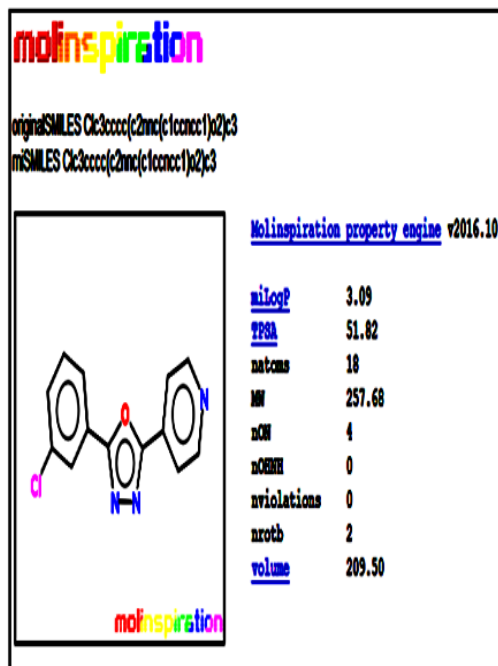 molinspiration
originalSMILES Clc3cccc(c2nnc(c1ccncc1)o2)c3
miSMILES Clc3cccc(c2nnc(c1ccncc1)o2)c3
Molinspiration property engine v2016.10
miLogP 3.09
TPSA 51.82
natoms 18
MW 257.68
nON 4
nOHNH 0
nviolations 0
nrotb 2
volume 209.50
O
N
Cl
N N
molinspiration